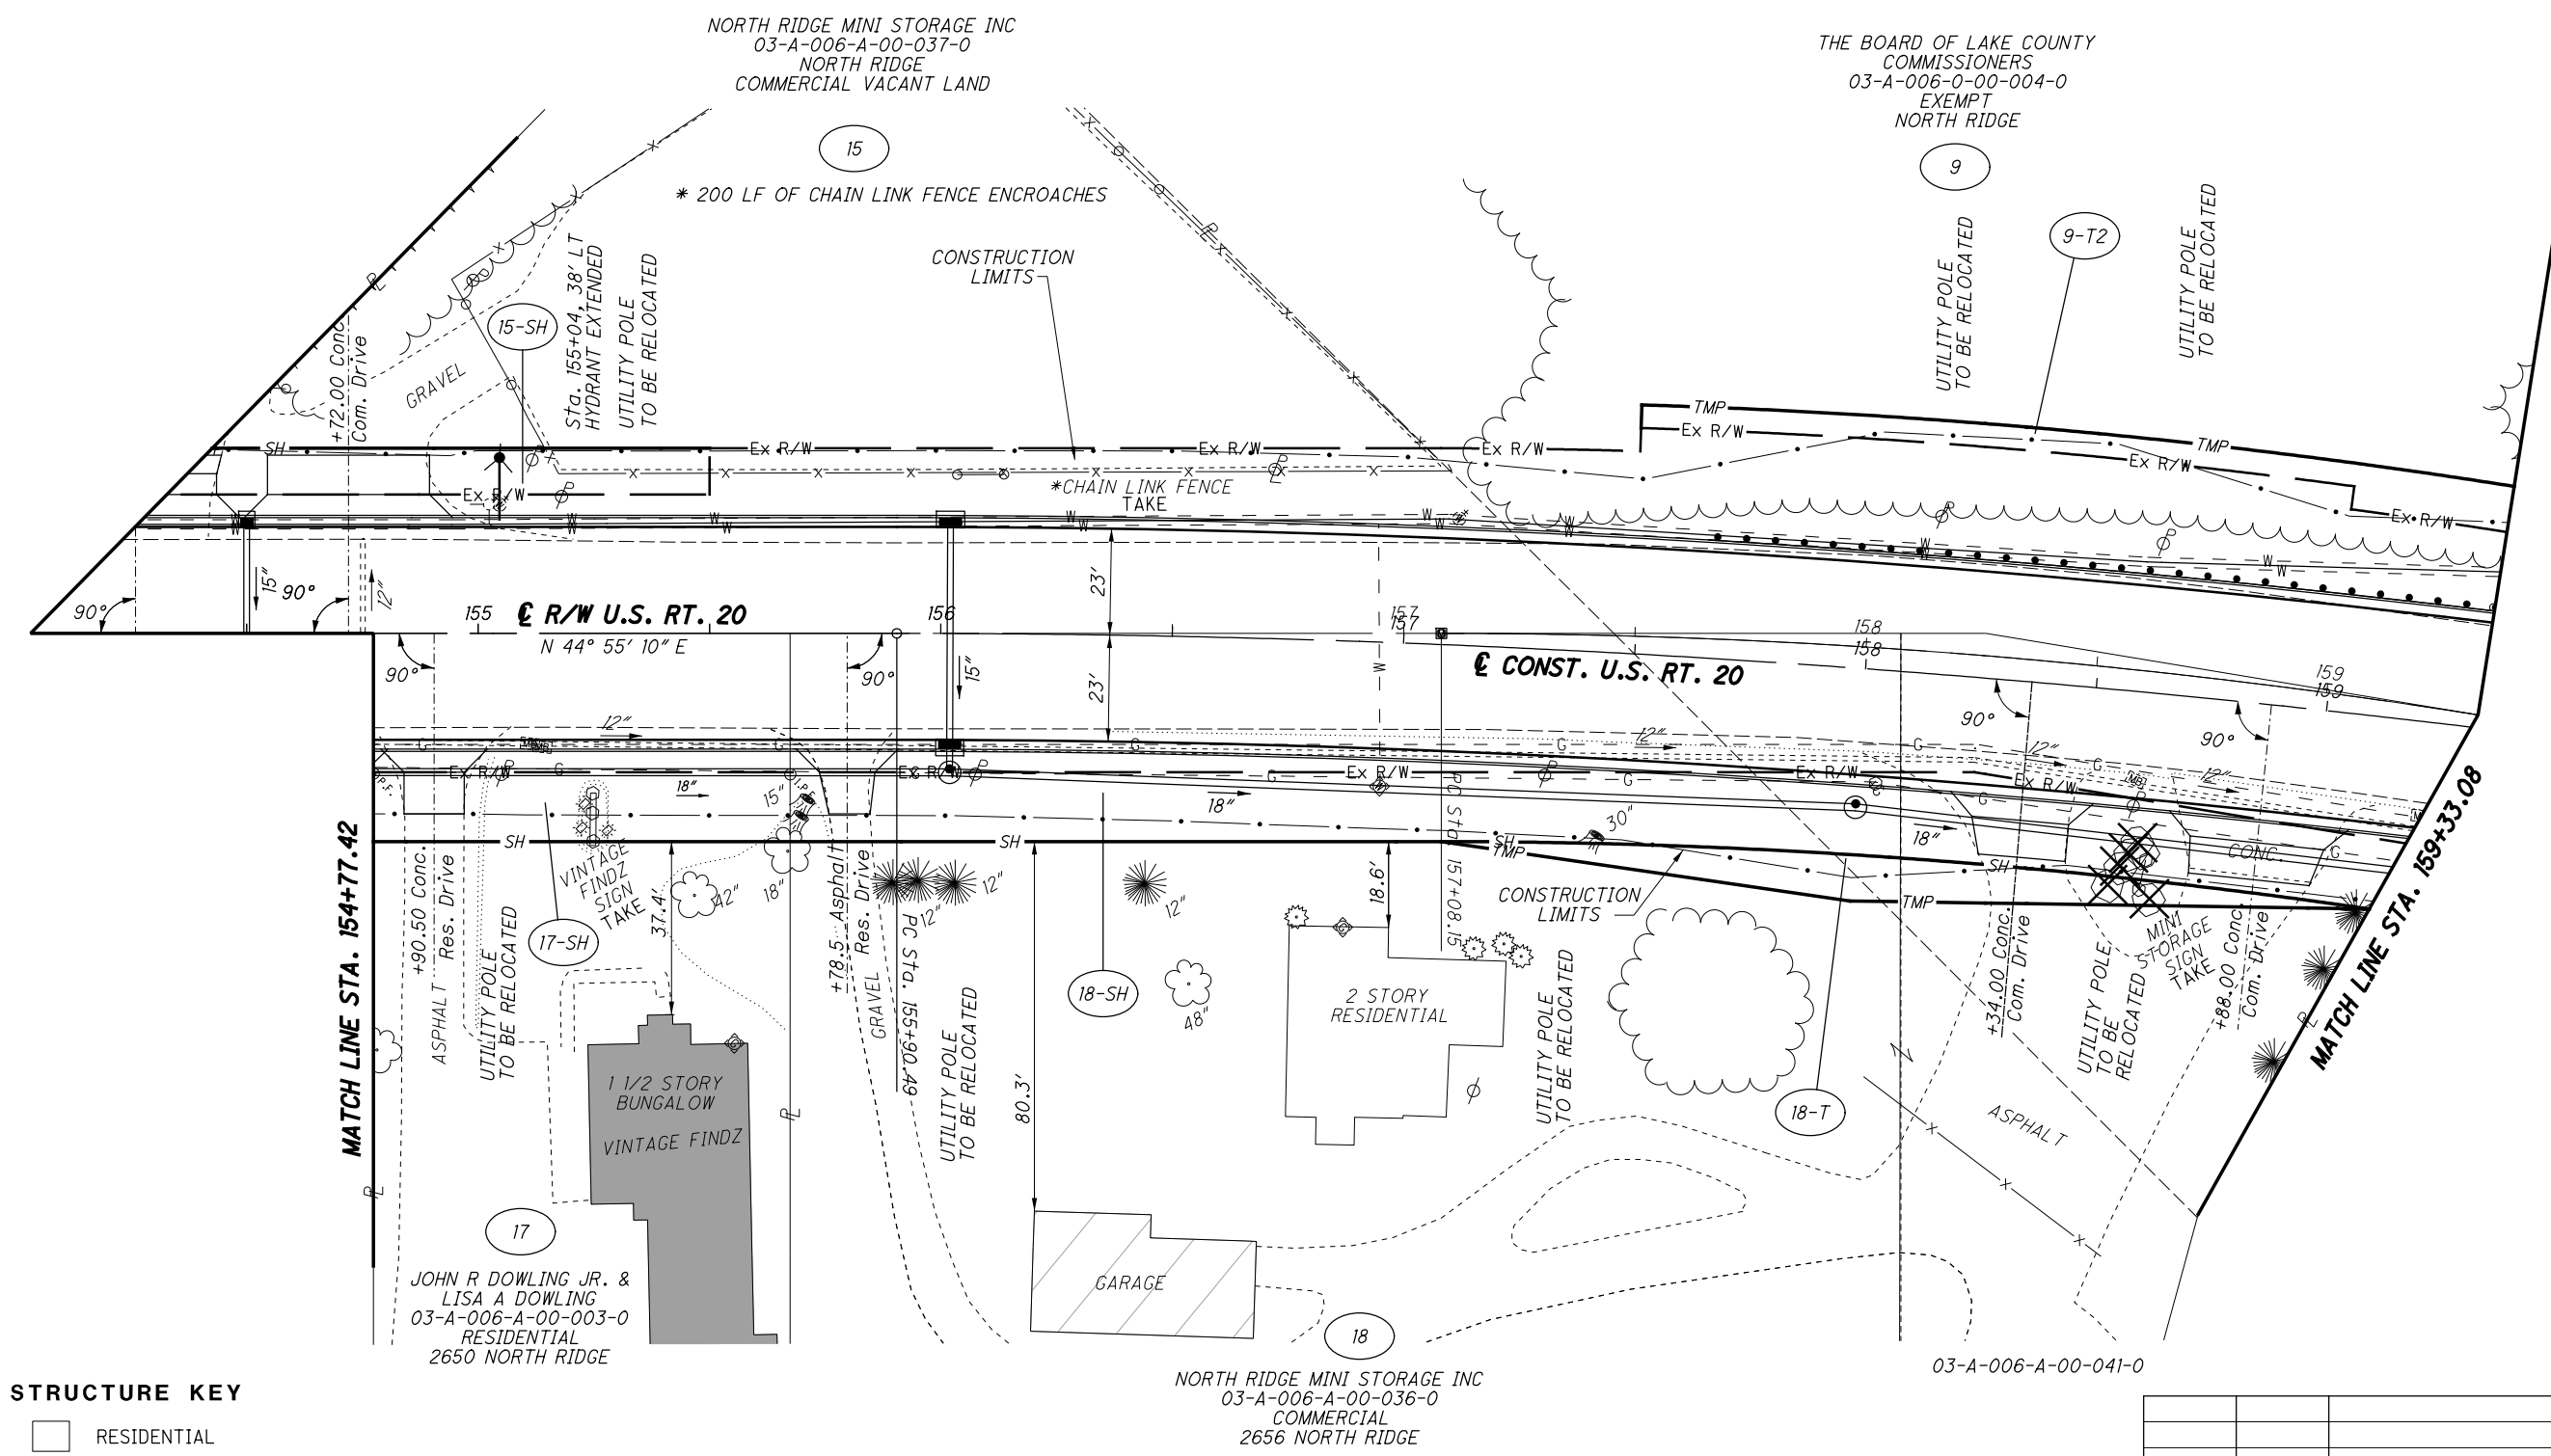 NORTH RIDGE MINI STORAGE INC
03-A-006-A-00-037-0
NORTH RIDGE
COMMERCIAL VACANT LAND
THE BOARD OF LAKE COUNTY
COMMISSIONERS
03-A-006-0-00-004-0
EXEMPT
NORTH RIDGE
15
9
* 200 LF OF CHAIN LINK FENCE ENCROACHES
CONSTRUCTION
LIMITS
9-T2
UTILITY POLE
TO BE RELOCATED
UTILITY POLE
TO BE RELOCATED
15-SH
Sta. 155+04, 38' LT
HYDRANT EXTENDED
UTILITY POLE
TO BE RELOCATED
+72.00 Conc
Com. Drive
GRAVEL
SH
Ex R/W
Ex R/W
Ex R/W
TMP
Ex R/W
TMP
Ex R/W
Ex R/W
Ex R/W
*CHAIN LINK FENCE
TAKE
90°
15"
90°
12"
155
℄ R/W U.S. RT. 20
N 44° 55' 10" E
156
23'
157
157
158
158
159
159
90°
90°
15"
23'
℄ CONST. U.S. RT. 20
90°
90°
12"
12"
12"
12"
Ex R/W
Ex R/W
Ex R/W
Ex R/W
Ex R/W
I.P.F.
18"
15"
I.P.F.
18"
30"
18"
CONC.
SH
SH
SH
TMP
SH
TMP
MATCH LINE STA. 154+77.42
MATCH LINE STA. 159+33.08
+90.50 Conc.
Res. Drive
ASPHALT
VINTAGE
FINDZ
SIGN
TAKE
17-SH
UTILITY POLE
TO BE RELOCATED
37.4'
42"
18"
+78.5 Asphalt
Res. Drive
GRAVEL
12"
12"
PC Sta. 155+90.49
UTILITY POLE
TO BE RELOCATED
18-SH
12"
48"
80.3'
18.6'
PC Sta. 157+08.15
CONSTRUCTION
LIMITS
2 STORY
RESIDENTIAL
UTILITY POLE
TO BE RELOCATED
18-T
+34.00 Conc.
Com. Drive
MINI
STORAGE
SIGN
TAKE
UTILITY POLE
TO BE
RELOCATED
+88.00 Conc.
Com. Drive
ASPHALT
1 1/2 STORY
BUNGALOW
VINTAGE FINDZ
GARAGE
17
JOHN R DOWLING JR. &
LISA A DOWLING
03-A-006-A-00-003-0
RESIDENTIAL
2650 NORTH RIDGE
18
NORTH RIDGE MINI STORAGE INC
03-A-006-A-00-036-0
COMMERCIAL
2656 NORTH RIDGE
03-A-006-A-00-041-0
STRUCTURE KEY
RESIDENTIAL